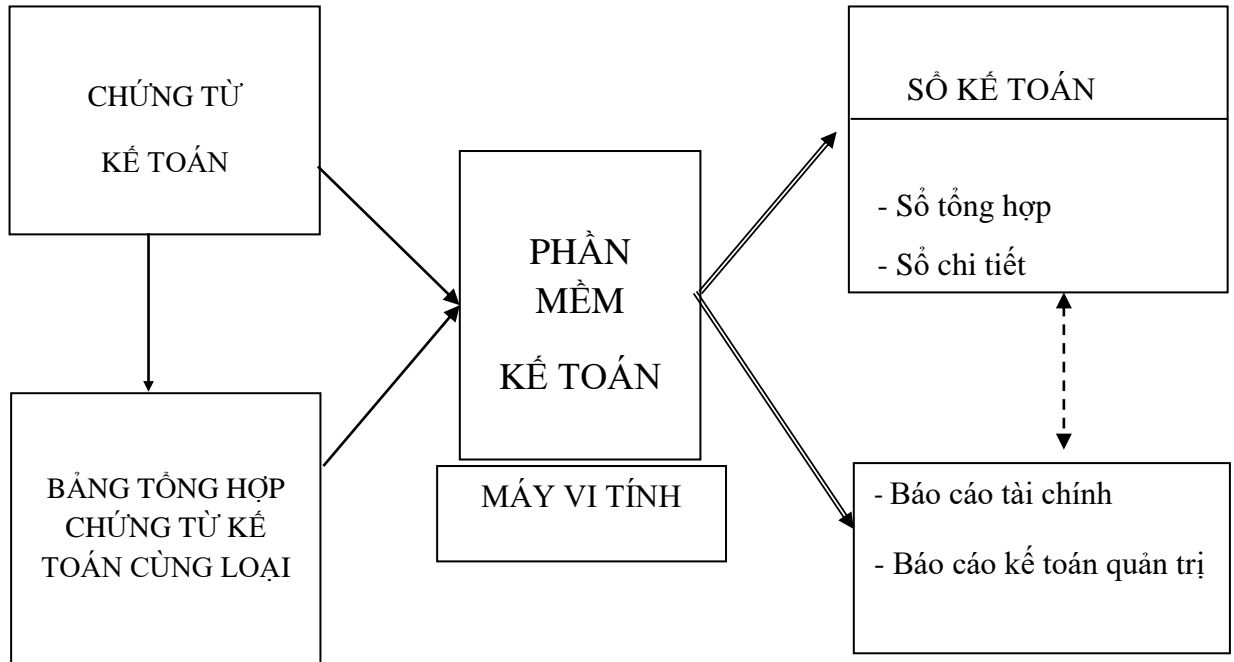 CHỨNG TỪ
KẾ TOÁN
BẢNG TỔNG HỢP
CHỨNG TỪ KẾ
TOÁN CÙNG LOẠI
PHẦN
MỀM
KẾ TOÁN
MÁY VI TÍNH
SỔ KẾ TOÁN
- Sổ tổng hợp
- Sổ chi tiết
- Báo cáo tài chính
- Báo cáo kế toán quản trị